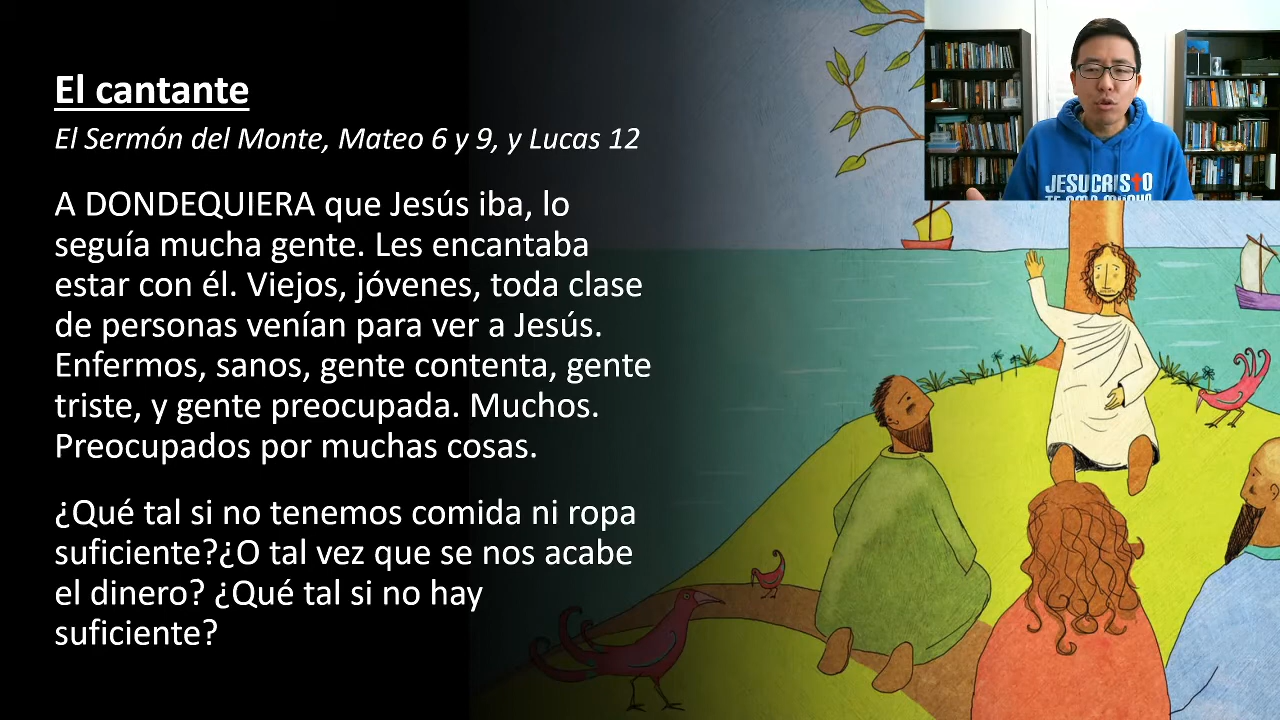 El cantante
El Sermón del Monte, Mateo 6 y 9, y Lucas 12
A DONDEQUIERA que Jesús iba, lo
seguía mucha gente. Les encantaba
estar con él. Viejos, jóvenes, toda clase
de personas venían para ver a Jesús.
Enfermos, sanos, gente contenta, gente
triste, y gente preocupada. Muchos.
Preocupados por muchas cosas.
¿Qué tal si no tenemos comida ni ropa
suficiente?¿O tal vez que se nos acabe
el dinero? ¿Qué tal si no hay
suficiente?
JESUCRISTO
TE AMA MUCHO